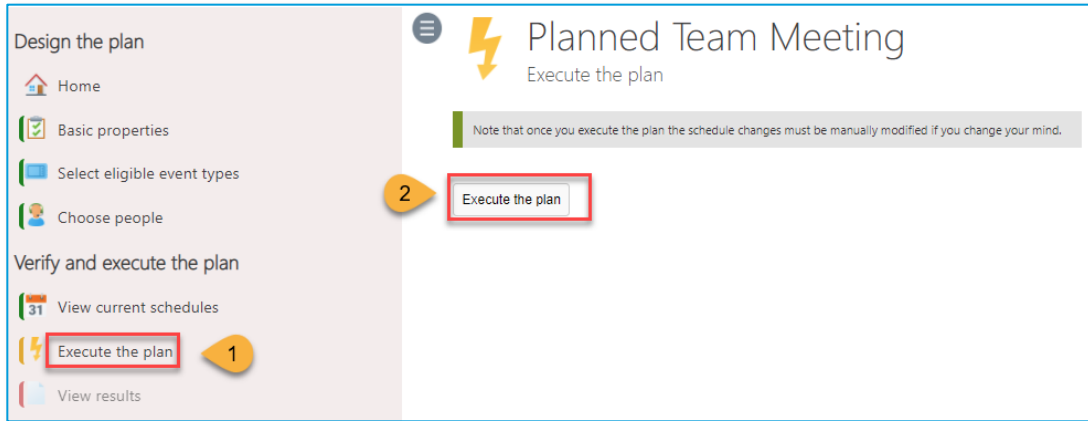 Design the plan
Home
Basic properties
Select eligible event types
Choose people
Verify and execute the plan
31
View current schedules
Execute the plan
1
View results
Planned Team Meeting
Execute the plan
Note that once you execute the plan the schedule changes must be manually modified if you change your mind.
2
Execute the plan